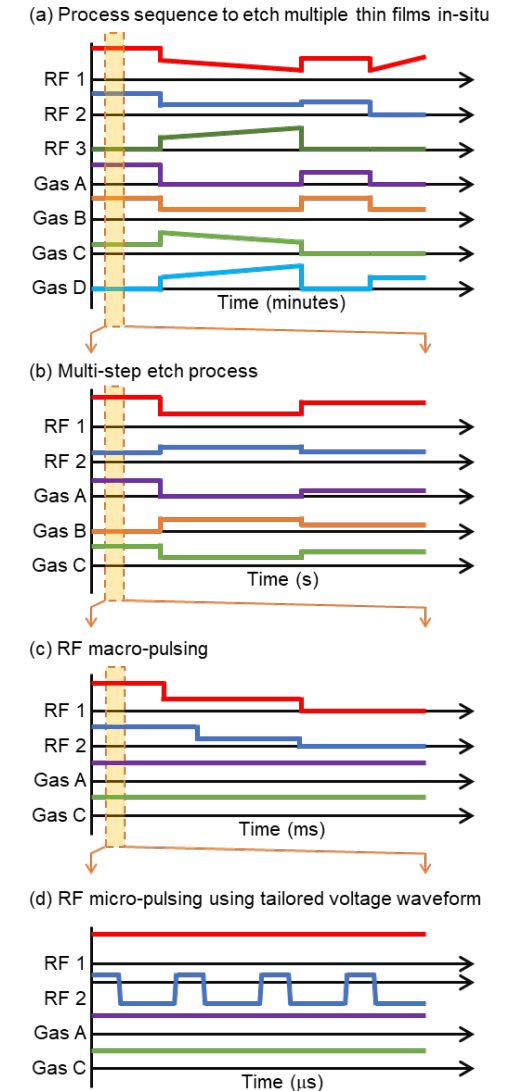 (a) Process sequence to etch multiple thin films in-situ
RF 1
RF 2
RF 3
Gas A
Gas B
Gas C
Gas D
Time (minutes)
(b) Multi-step etch process
RF 1
RF 2
Gas A
Gas B
Gas C
Time (s)
(c) RF macro-pulsing
RF 1
RF 2
Gas A
Gas C
Time (ms)
(d) RF micro-pulsing using tailored voltage waveform
RF 1
RF 2
Gas A
Gas C
Time (μs)